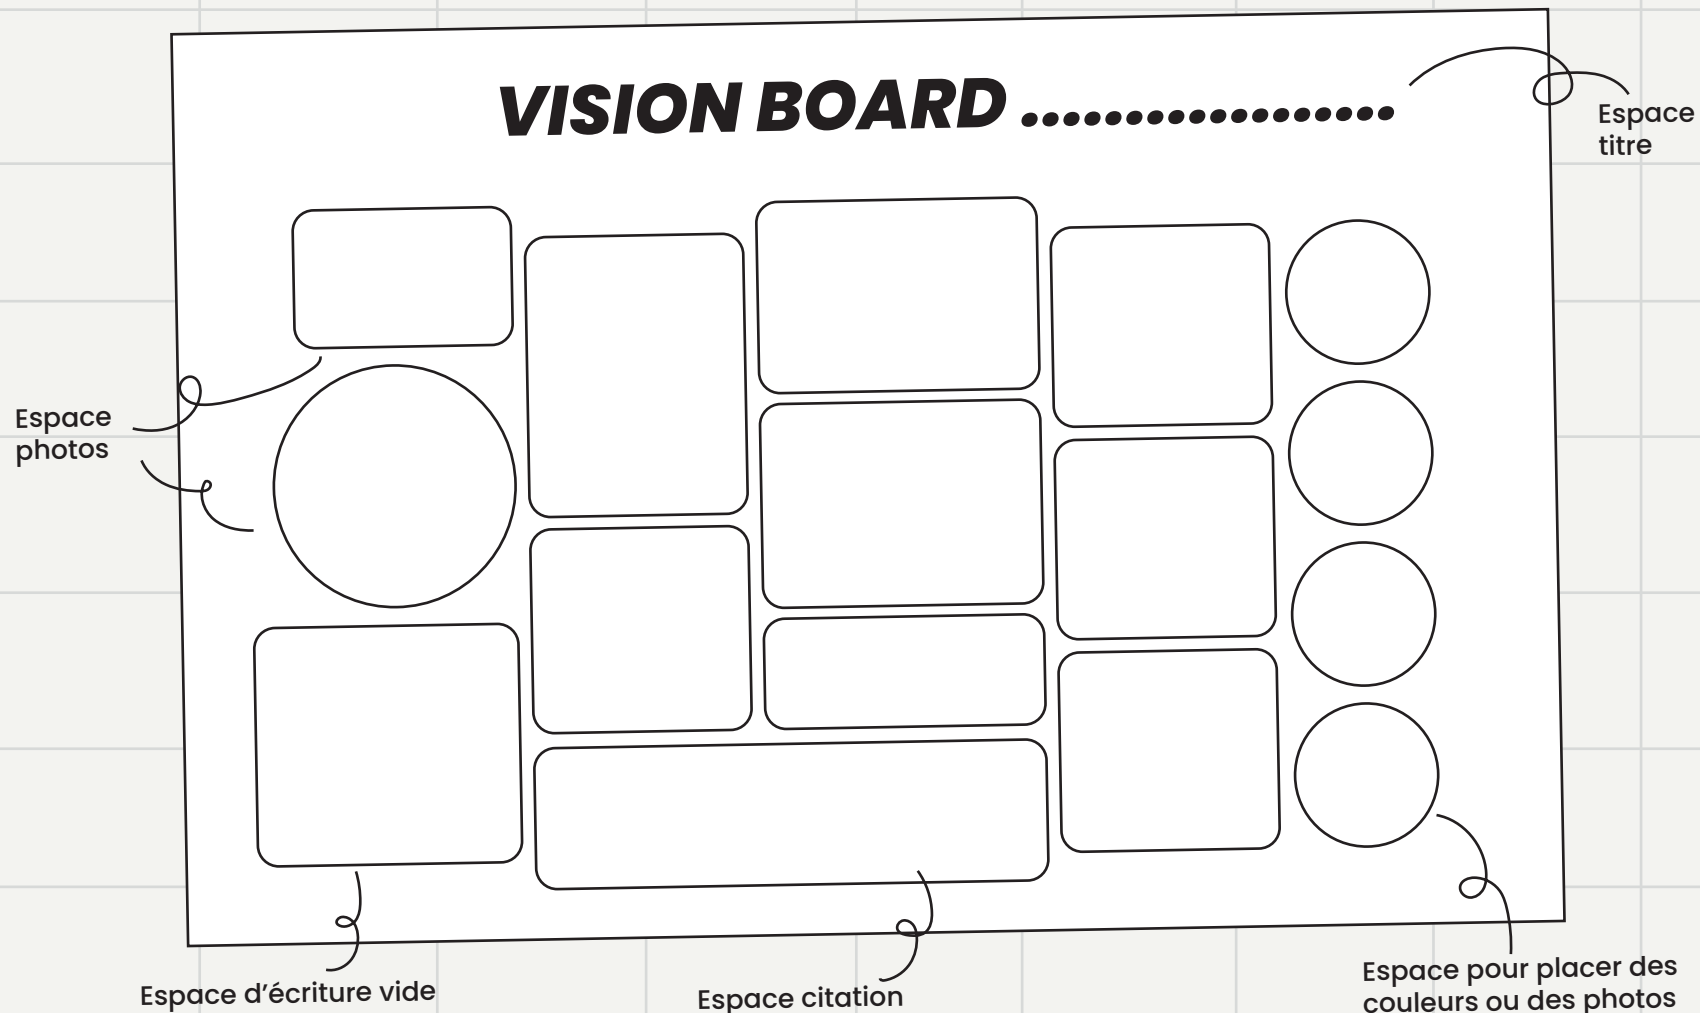 VISION BOARD ..................
Espace
titre
Espace
photos
Espace d’écriture vide
Espace citation
Espace pour placer des
couleurs ou des photos